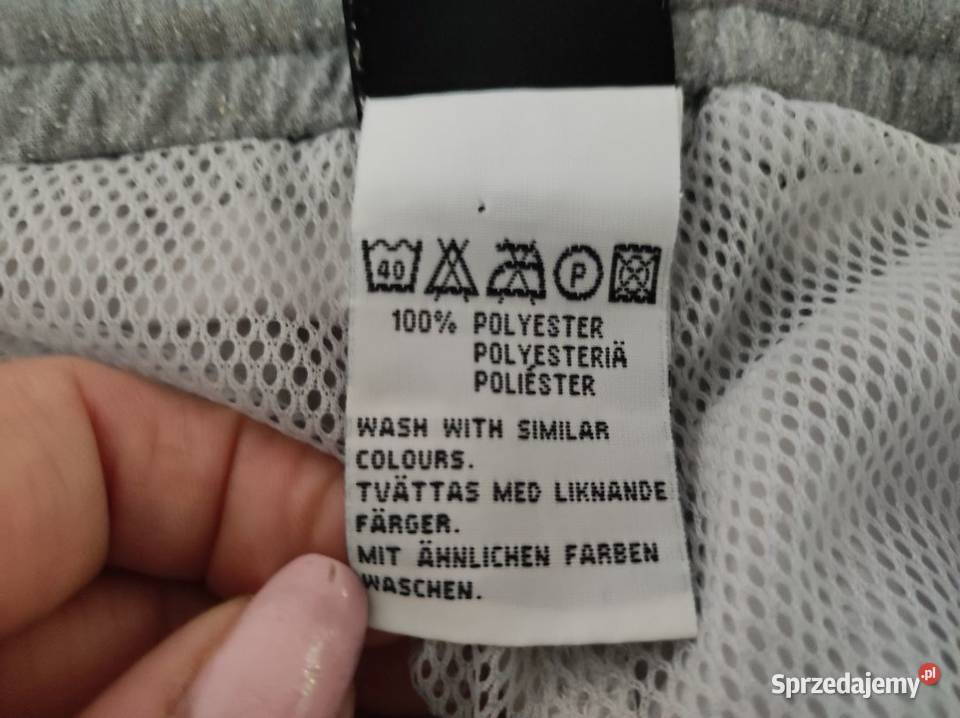 40 P
100% POLYESTER
POLYESTERIÄ
POLIÉSTER
WASH WITH SIMILAR
COLOURS.
TVÄTTAS MED LIKNANDE
FÄRGER.
MIT ÄHNLICHEN FARBEN
WASCHEN.
Sprzedajemy.pl